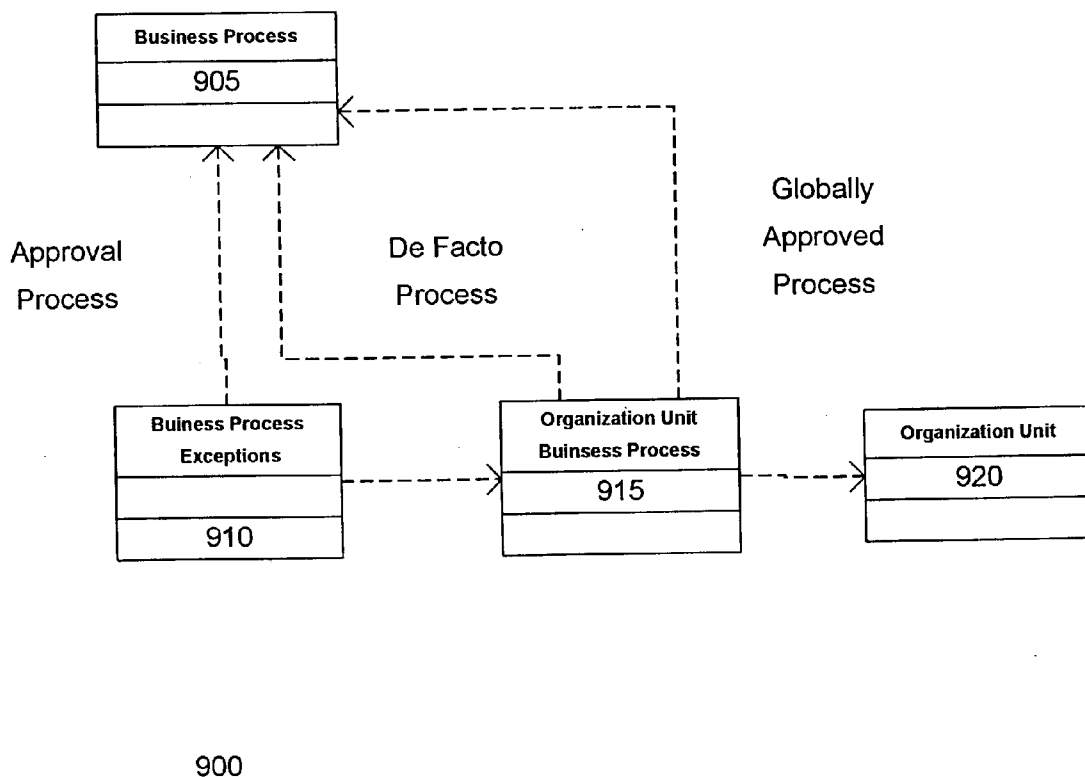 Business Process
905
Globally
Approved
Process
Approval
Process
De Facto
Process
Buiness Process
Exceptions
910
Organization Unit
Buinsess Process
915
Organization Unit
920
900